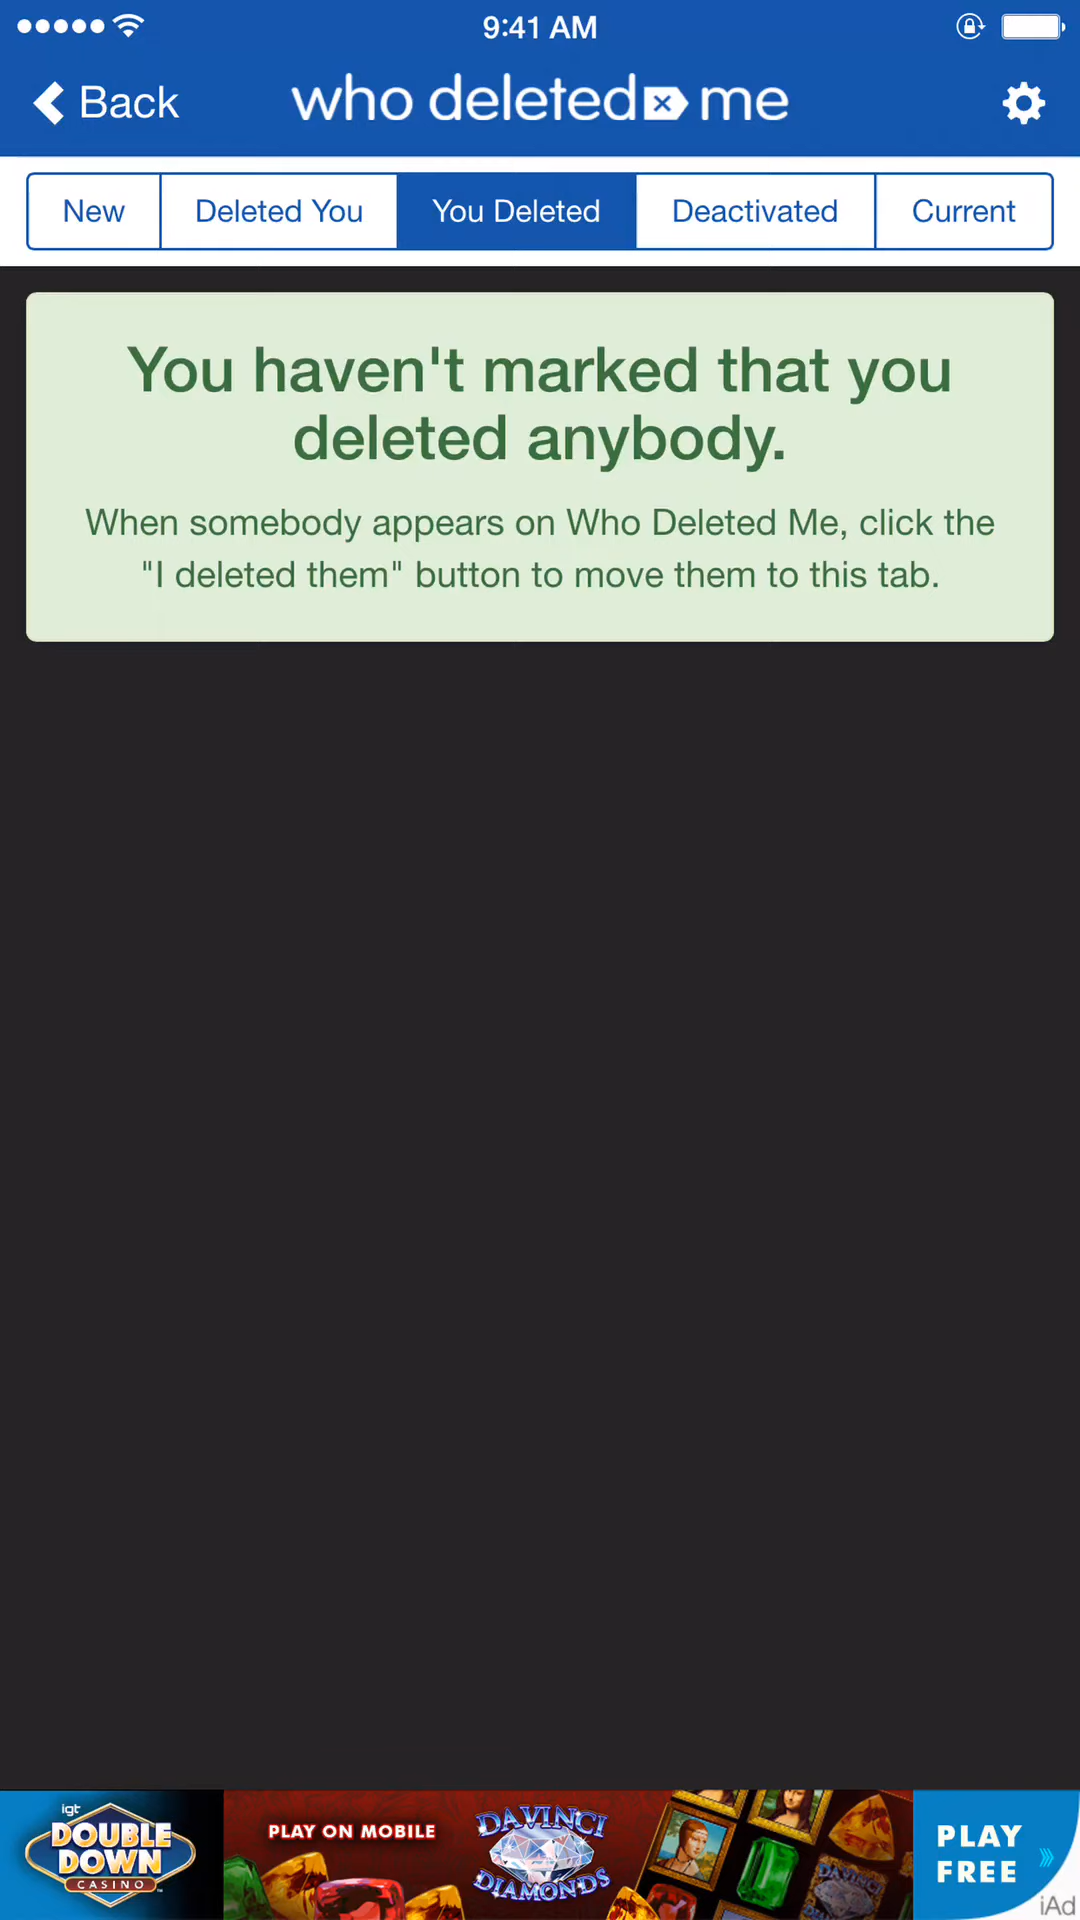 9:41 AM
Back
who deleted me
New
Deleted You
You Deleted
Deactivated
Current
You haven't marked that you
deleted anybody.
When somebody appears on Who Deleted Me, click the
"I deleted them" button to move them to this tab.
igt
DOUBLE
DOWN
CASINO
PLAY ON MOBILE
DAVINCI
DIAMONDS
DAVINCI
DIAMONDS
PLAY
FREE
iAd